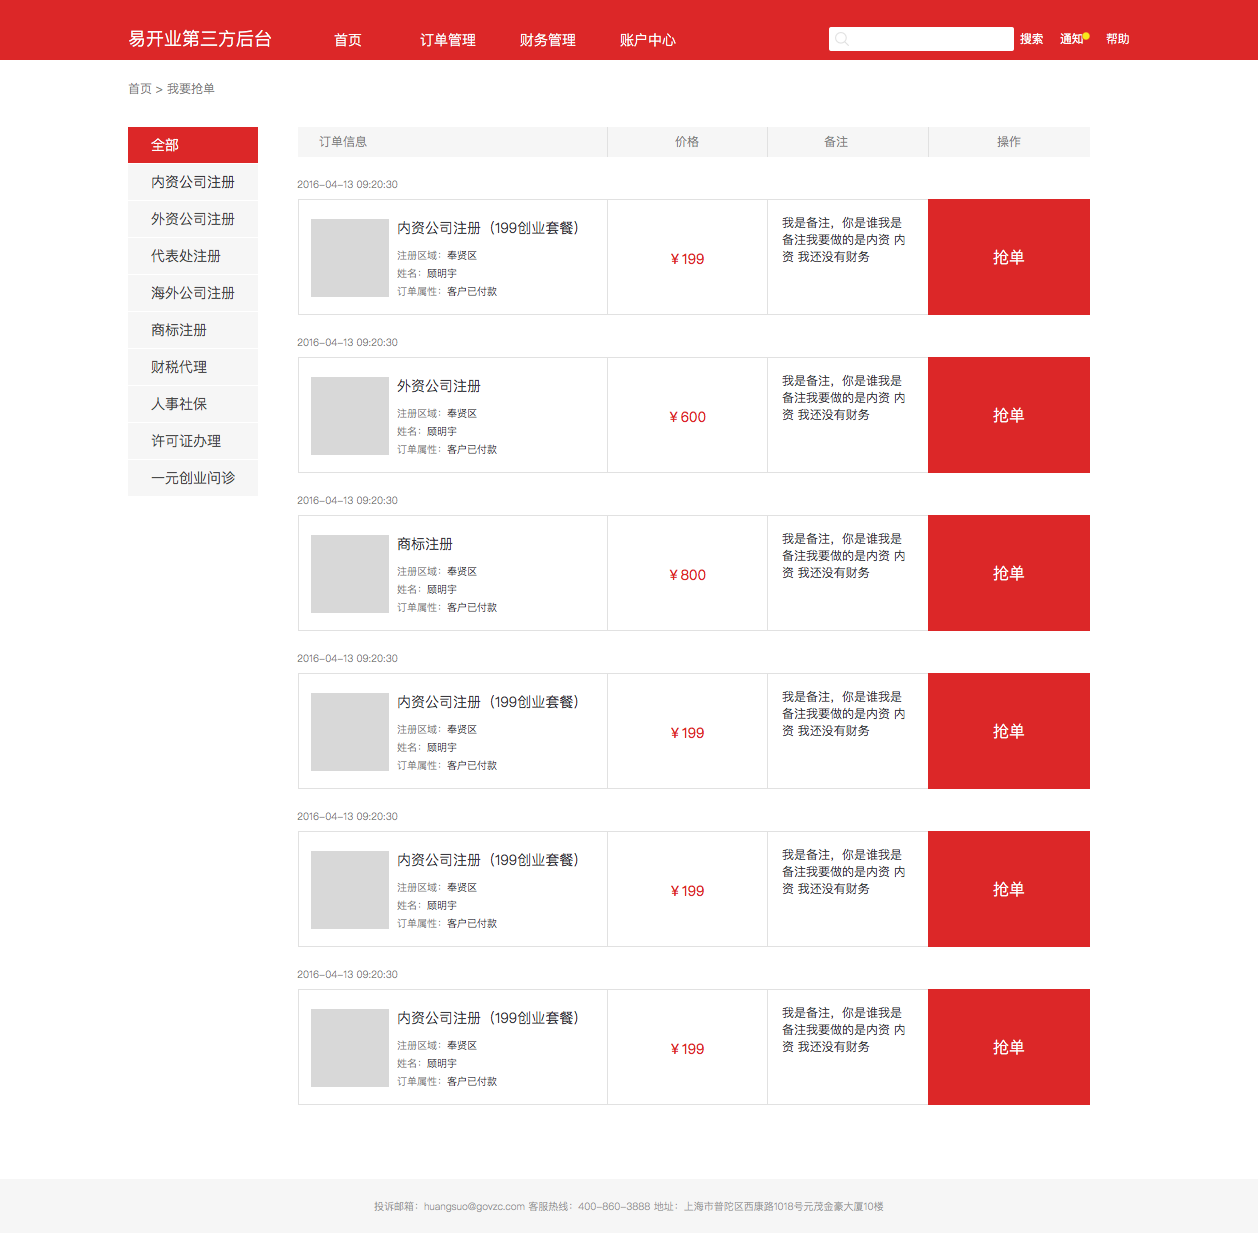 易开业第三方后台 首页 订单管理 财务管理 账户中心 搜索 通知 帮助
首页 > 我要抢单
全部
内资公司注册
外资公司注册
代表处注册
海外公司注册
商标注册
财税代理
人事社保
许可证办理
一元创业问诊
订单信息 价格 备注 操作
2016-04-13 09:20:30
内资公司注册（199创业套餐）
注册区域：奉贤区
姓名：顾明宇
订单属性：客户已付款
¥199
我是备注，你是谁我是
备注我要做的是内资 内
资 我还没有财务
抢单
2016-04-13 09:20:30
外资公司注册
注册区域：奉贤区
姓名：顾明宇
订单属性：客户已付款
¥600
我是备注，你是谁我是
备注我要做的是内资 内
资 我还没有财务
抢单
2016-04-13 09:20:30
商标注册
注册区域：奉贤区
姓名：顾明宇
订单属性：客户已付款
¥800
我是备注，你是谁我是
备注我要做的是内资 内
资 我还没有财务
抢单
2016-04-13 09:20:30
内资公司注册（199创业套餐）
注册区域：奉贤区
姓名：顾明宇
订单属性：客户已付款
¥199
我是备注，你是谁我是
备注我要做的是内资 内
资 我还没有财务
抢单
2016-04-13 09:20:30
内资公司注册（199创业套餐）
注册区域：奉贤区
姓名：顾明宇
订单属性：客户已付款
¥199
我是备注，你是谁我是
备注我要做的是内资 内
资 我还没有财务
抢单
2016-04-13 09:20:30
内资公司注册（199创业套餐）
注册区域：奉贤区
姓名：顾明宇
订单属性：客户已付款
¥199
我是备注，你是谁我是
备注我要做的是内资 内
资 我还没有财务
抢单
投诉邮箱：huangsuo@govzc.com 客服热线：400-860-3888 地址：上海市普陀区西康路1018号元茂金豪大厦10楼